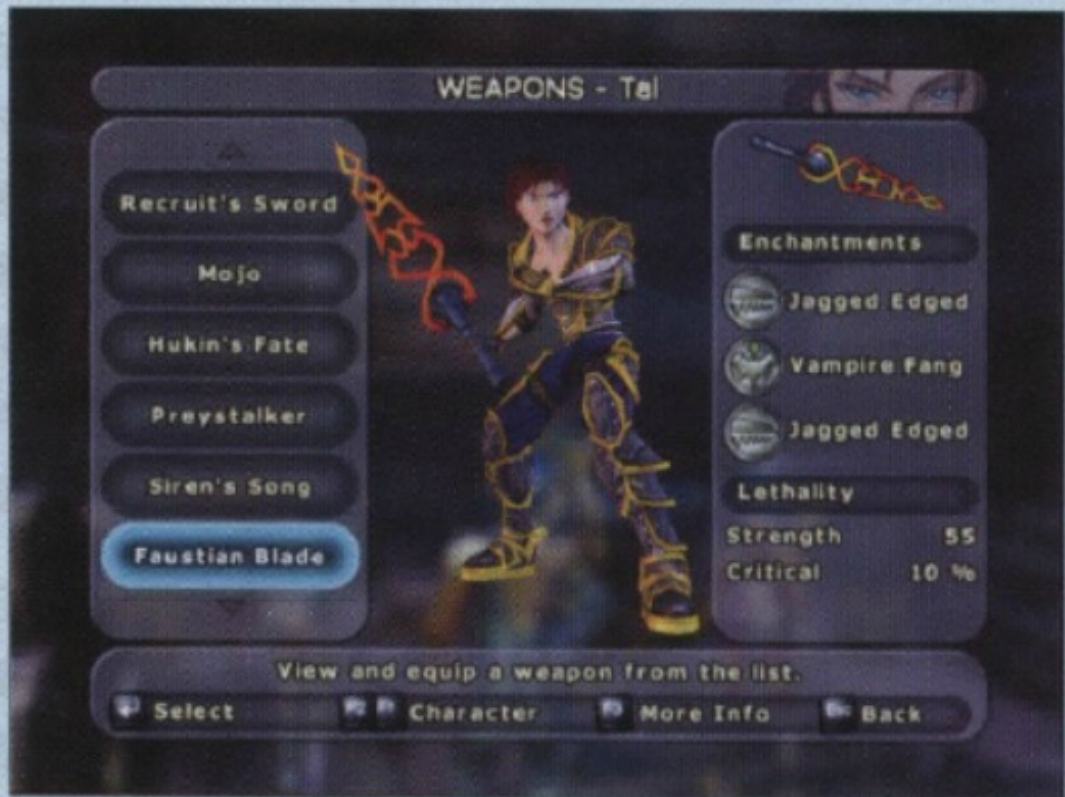 WEAPONS - Tal
Recruit's Sword
Mojo
Hukin's Fate
Preystalker
Siren's Song
Faustian Blade
Enchantments
Jagged Edged
Vampire Fang
Jagged Edged
Lethality
Strength 55
Critical 10 %
View and equip a weapon from the list.
Select Character More Info Back